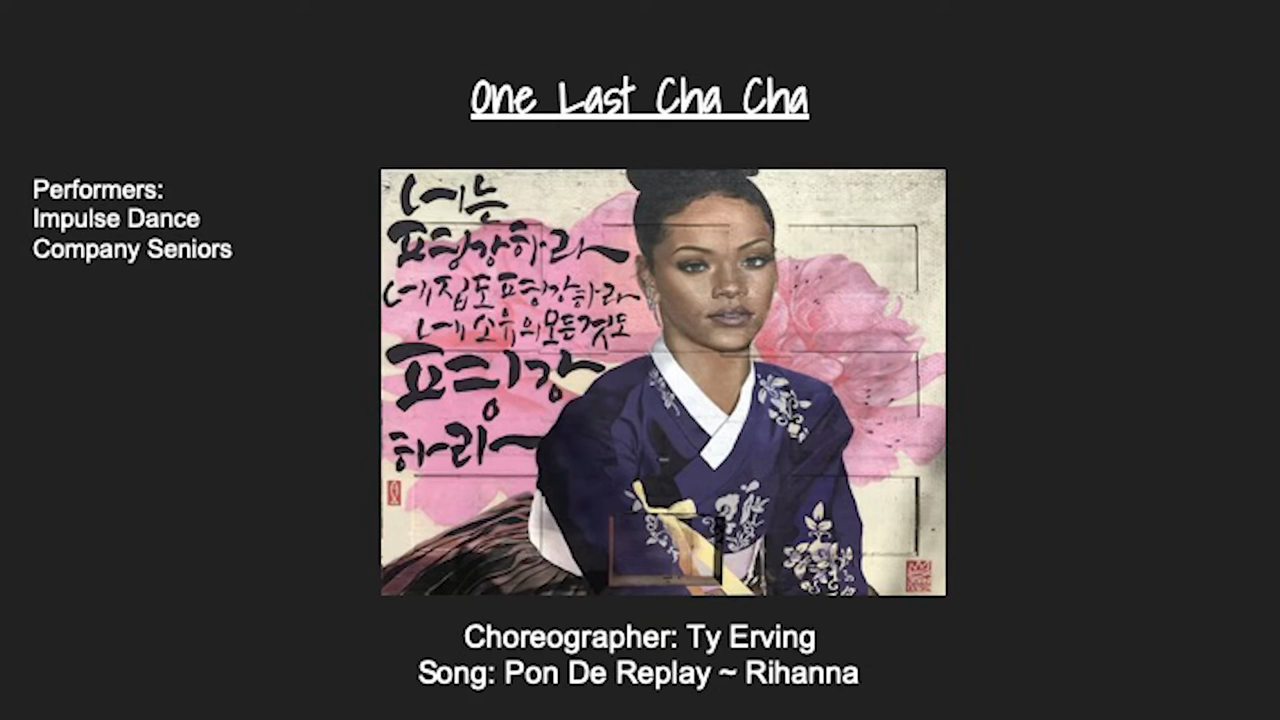 One Last Cha Cha
Performers:
Impulse Dance
Company Seniors
너는
평강하라
네 집도 평강하라
네 소유의 모든 것도
평강
하라
Choreographer: Ty Erving
Song: Pon De Replay ~ Rihanna